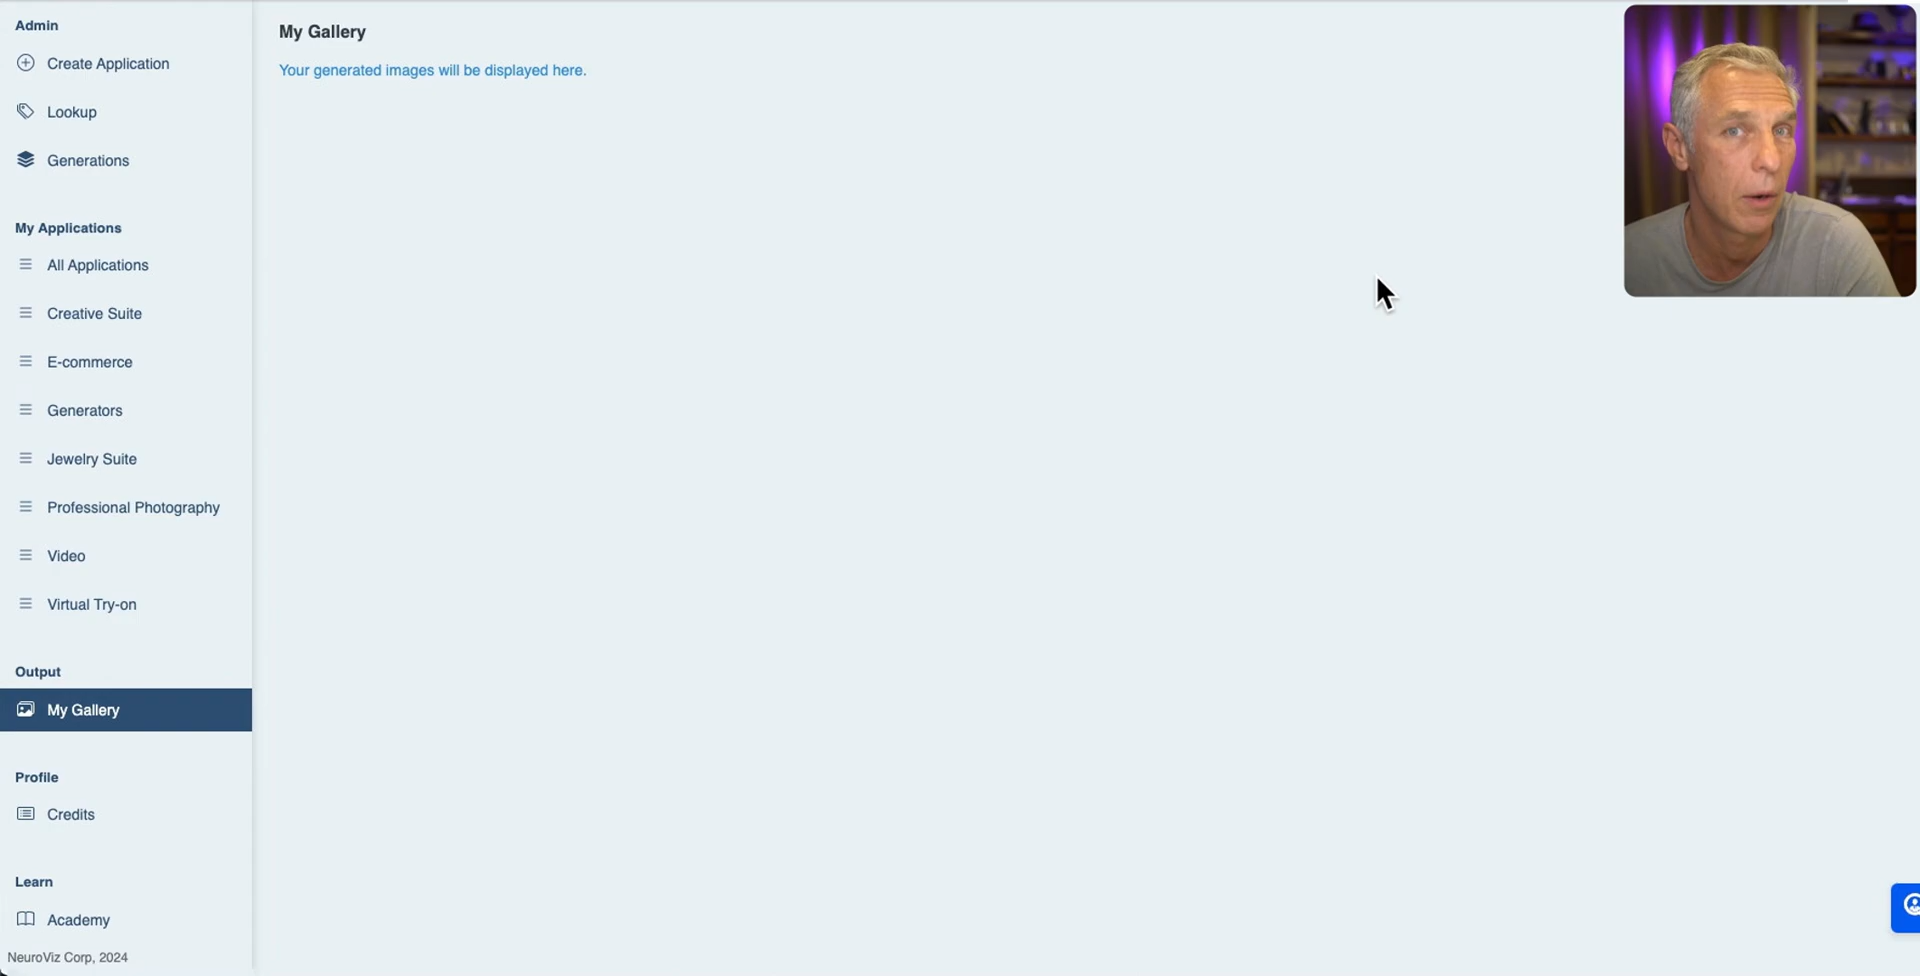 Admin
Create Application
Lookup
Generations
My Applications
All Applications
Creative Suite
E-commerce
Generators
Jewelry Suite
Professional Photography
Video
Virtual Try-on
Output
My Gallery
Profile
Credits
Learn
Academy
NeuroViz Corp, 2024
My Gallery
Your generated images will be displayed here.